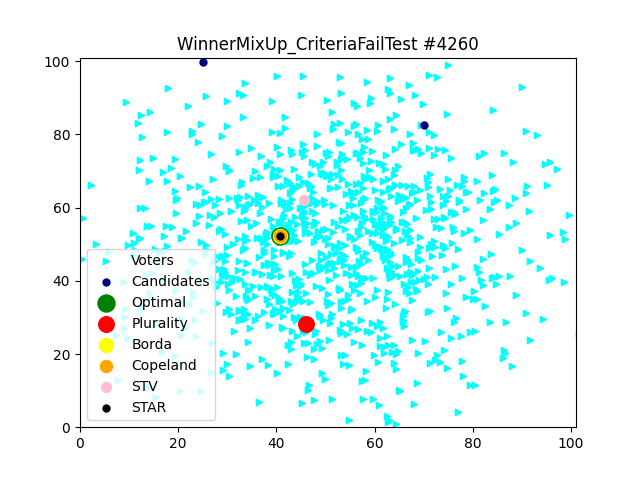 WinnerMixUp_CriteriaFailTest #4260
100
80
60
40
20
0
0 20 40 60 80 100
Voters
Candidates
Optimal
Plurality
Borda
Copeland
STV
STAR